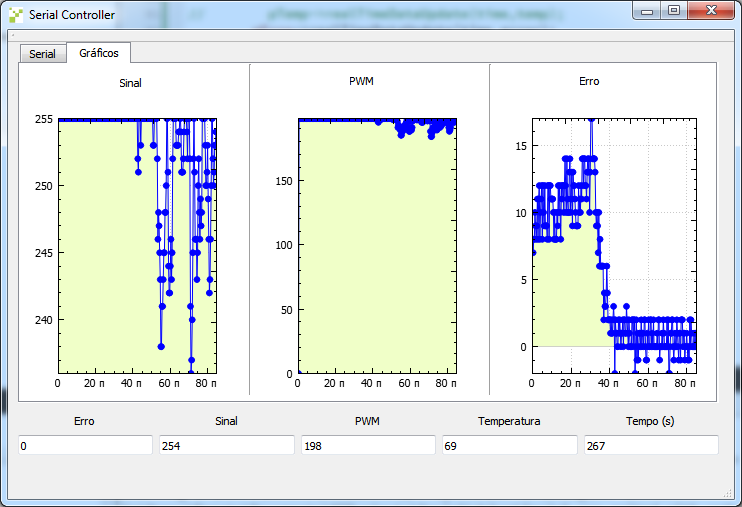 Serial Controller
Serial Gráficos
Sinal
255
250
245
240
0 20 π 40 π 60 π 80 π
PWM
150
100
50
0
0 20 π 40 π 60 π 80 π
Erro
15
10
5
0
0 20 π 40 π 60 π 80 π
Erro Sinal PWM Temperatura Tempo (s)
0 254 198 69 267